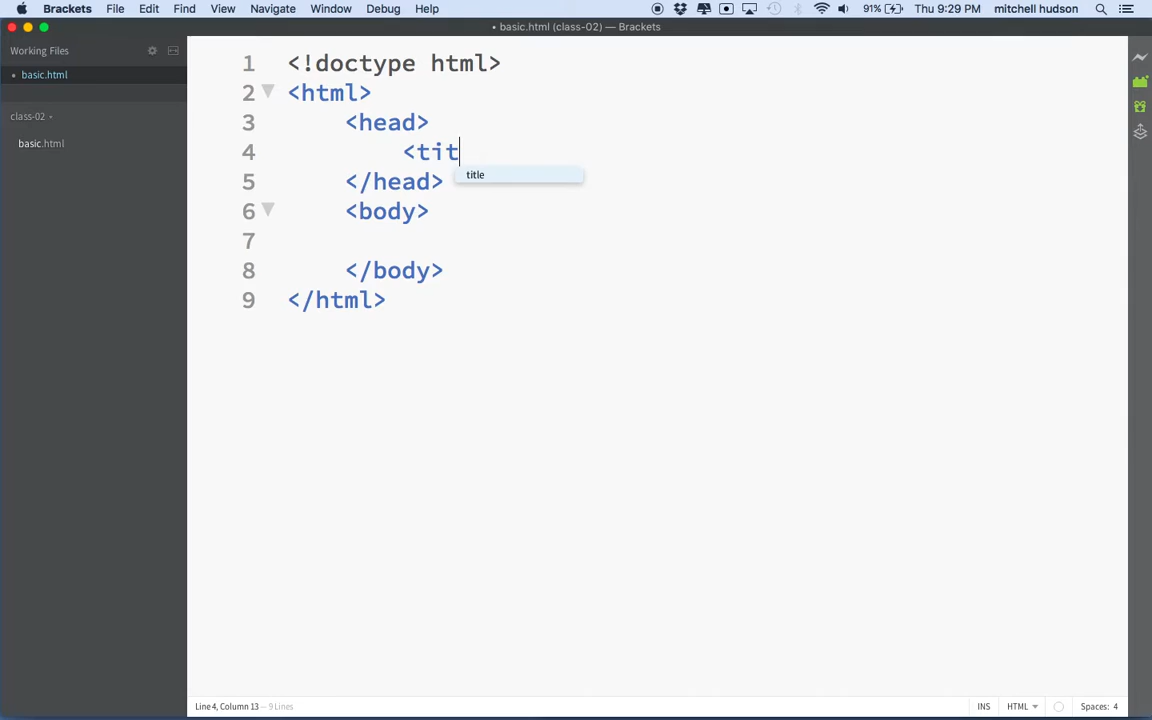 Brackets File Edit Find View Navigate Window Debug Help 91% Thu 9:29 PM mitchell hudson
• basic.html (class-02) — Brackets
Working Files
• basic.html
class-02
basic.html
1 <!doctype html>
2 <html>
3 <head>
4 <tit
title
5 </head>
6 <body>
7
8 </body>
9 </html>
Line 4, Column 13 — 9 Lines INS HTML Spaces: 4